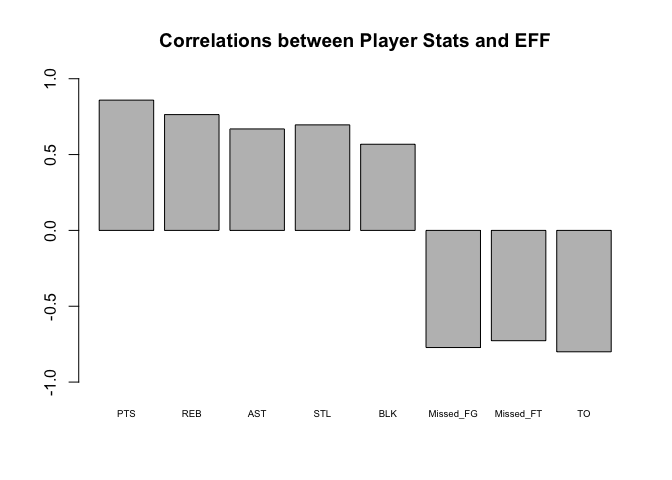 Correlations between Player Stats and EFF
1.0
0.5
0.0
-0.5
-1.0
PTS REB AST STL BLK Missed_FG Missed_FT TO